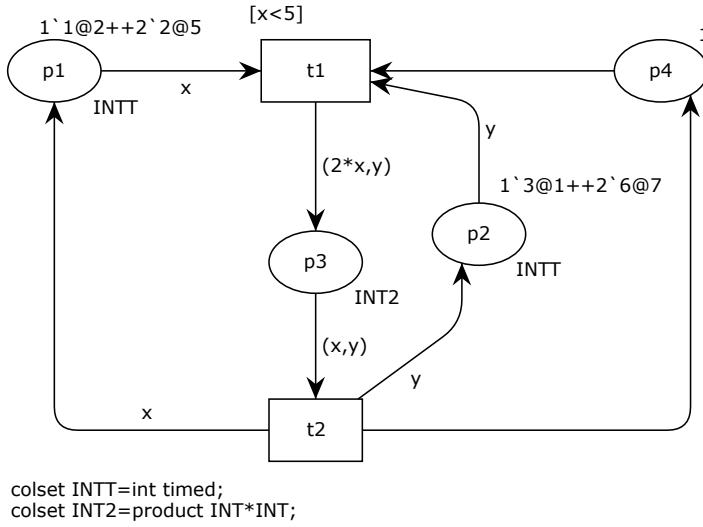 [x<5]
1`1@2++2`2@5
1
p1
t1
p4
x
INTT
y
(2*x,y)
1`3@1++2`6@7
p2
p3
INTT
INT2
(x,y)
y
x
t2
colset INTT=int timed;
colset INT2=product INT*INT;